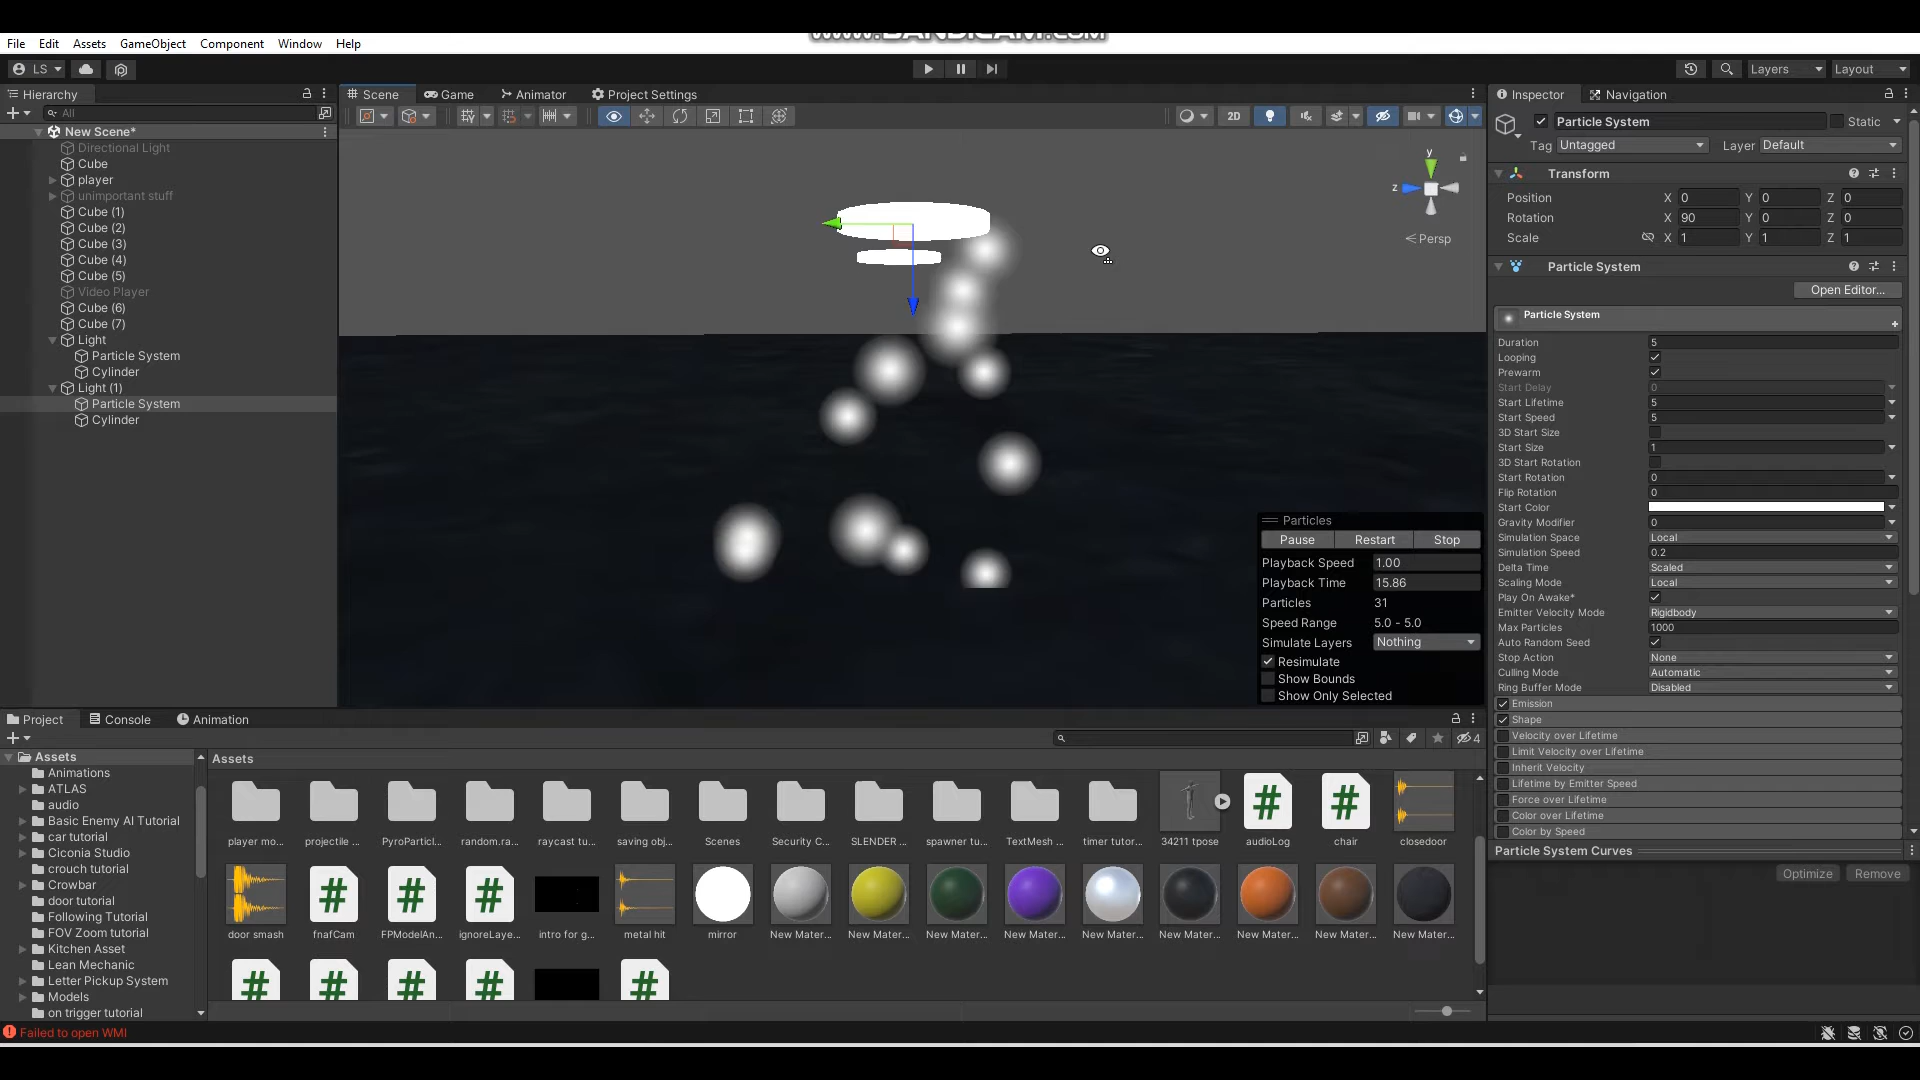 www.BANDICAM.com
File Edit Assets GameObject Component Window Help
LS Layers Layout
Hierarchy Scene Game Animator Project Settings Inspector Navigation
All 2D
Particle System Static
Tag Untagged Layer Default
New Scene*
Directional Light
Cube
player
unimportant stuff
Cube (1)
Cube (2)
Cube (3)
Cube (4)
Cube (5)
Video Player
Cube (6)
Cube (7)
Light
Particle System
Cylinder
Light (1)
Particle System
Cylinder
y
z
< Persp
Particles
Pause Restart Stop
Playback Speed 1.00
Playback Time 15.86
Particles 31
Speed Range 5.0 - 5.0
Simulate Layers Nothing
Resimulate
Show Bounds
Show Only Selected
Transform
Position X 0 Y 0 Z 0
Rotation X 90 Y 0 Z 0
Scale X 1 Y 1 Z 1
Particle System
Open Editor...
Particle System
Duration 5
Looping
Prewarm
Start Delay 0
Start Lifetime 5
Start Speed 5
3D Start Size
Start Size 1
3D Start Rotation
Start Rotation 0
Flip Rotation 0
Start Color
Gravity Modifier 0
Simulation Space Local
Simulation Speed 0.2
Delta Time Scaled
Scaling Mode Local
Play On Awake*
Emitter Velocity Mode Rigidbody
Max Particles 1000
Auto Random Seed
Stop Action None
Culling Mode Automatic
Ring Buffer Mode Disabled
Emission
Shape
Velocity over Lifetime
Limit Velocity over Lifetime
Inherit Velocity
Lifetime by Emitter Speed
Force over Lifetime
Color over Lifetime
Color by Speed
Particle System Curves
Optimize Remove
Project Console Animation
4
Assets
Animations
ATLAS
audio
Basic Enemy AI Tutorial
car tutorial
Ciconia Studio
crouch tutorial
Crowbar
door tutorial
Following Tutorial
FOV Zoom tutorial
Kitchen Asset
Lean Mechanic
Letter Pickup System
Models
on trigger tutorial
Assets
player mo... projectile ... PyroParticl... random.ra... raycast tu... saving obj... Scenes Security C... SLENDER ... spawner tu... TextMesh ... timer tutor... 34211 tpose audioLog chair closedoor
door smash fnafCam FPModelAn... ignoreLaye... intro for g... metal hit mirror New Mater... New Mater... New Mater... New Mater... New Mater... New Mater... New Mater... New Mater... New Mater...
Failed to open WMI